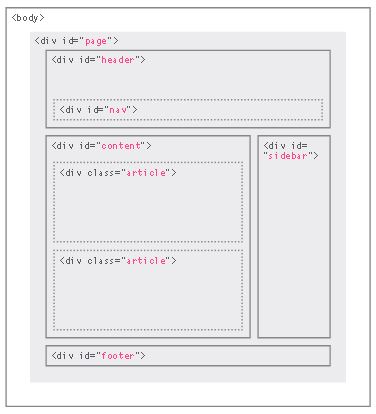 <body>
<div id="page">
<div id="header">
<div id="nav">
<div id="content">
<div class="article">
<div class="article">
<div id=
"sidebar">
<div id="footer">